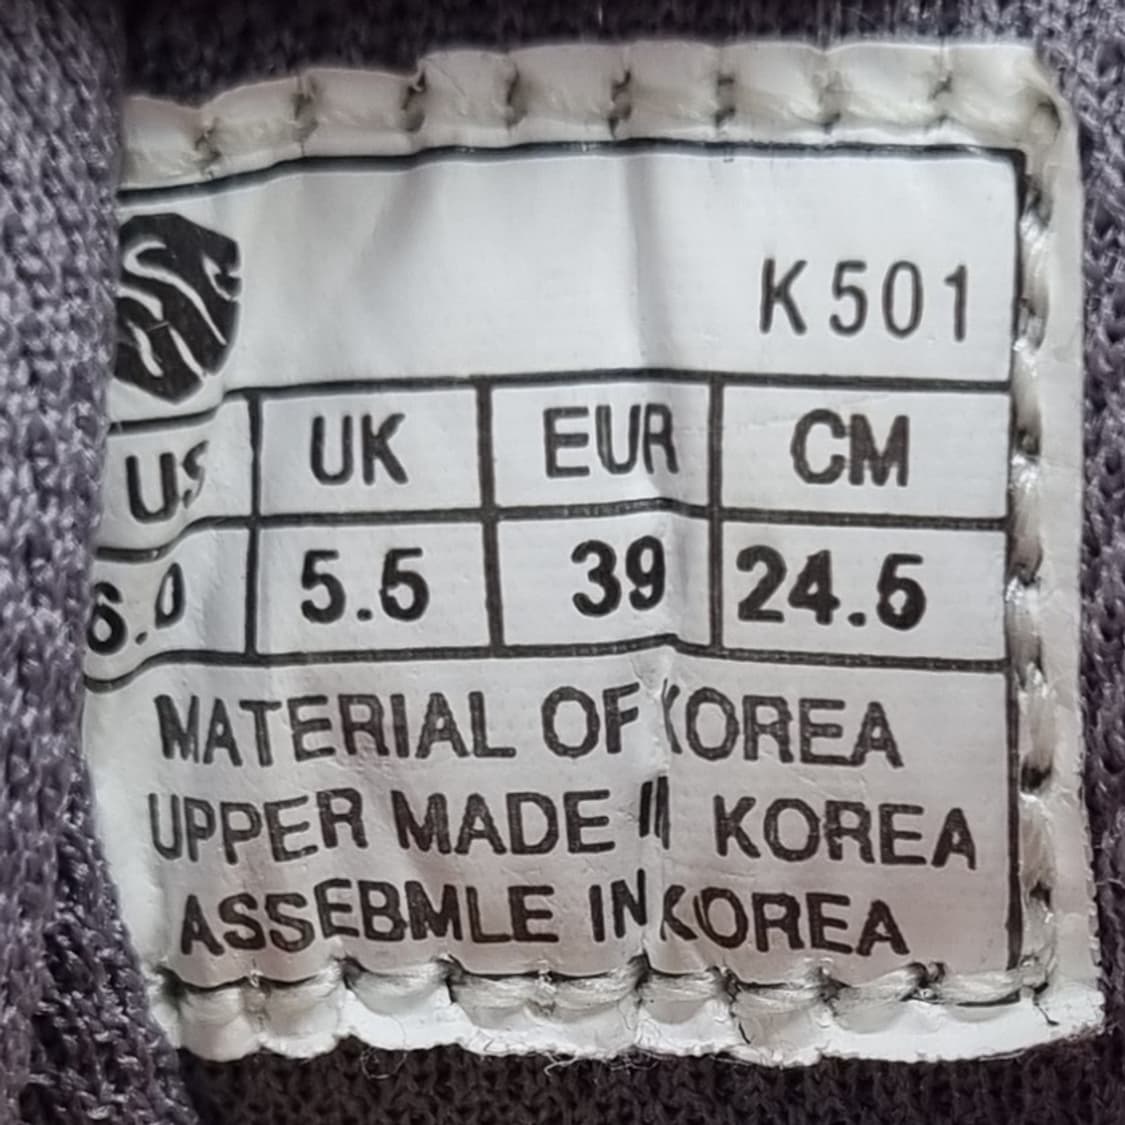 K501
US UK EUR CM
6.0 5.5 39 24.5
MATERIAL OF KOREA
UPPER MADE IN KOREA
ASSEBMLE IN KOREA